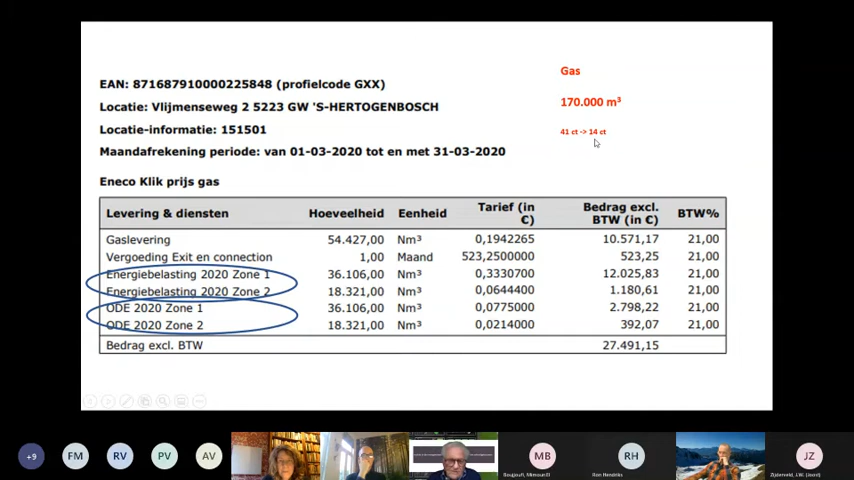 Gas
EAN: 871687910000225848 (profielcode GXX)
170.000 m³
Locatie: Vlijmenseweg 2 5223 GW 'S-HERTOGENBOSCH
Locatie-informatie: 151501
41 ct -> 14 ct
Maandafrekening periode: van 01-03-2020 tot en met 31-03-2020
Eneco Klik prijs gas
Levering & diensten Hoeveelheid Eenheid Tarief (in €) Bedrag excl. BTW (in €) BTW%
Gaslevering 54.427,00 Nm³ 0,1942265 10.571,17 21,00
Vergoeding Exit en connection 1,00 Maand 523,2500000 523,25 21,00
Energiebelasting 2020 Zone 1 36.106,00 Nm³ 0,3330700 12.025,83 21,00
Energiebelasting 2020 Zone 2 18.321,00 Nm³ 0,0644400 1.180,61 21,00
ODE 2020 Zone 1 36.106,00 Nm³ 0,0775000 2.798,22 21,00
ODE 2020 Zone 2 18.321,00 Nm³ 0,0214000 392,07 21,00
Bedrag excl. BTW 27.491,15
+9 FM RV PV AV MB RH JZ
Ron Hendriks Zijderveld, J.W. (Joost)